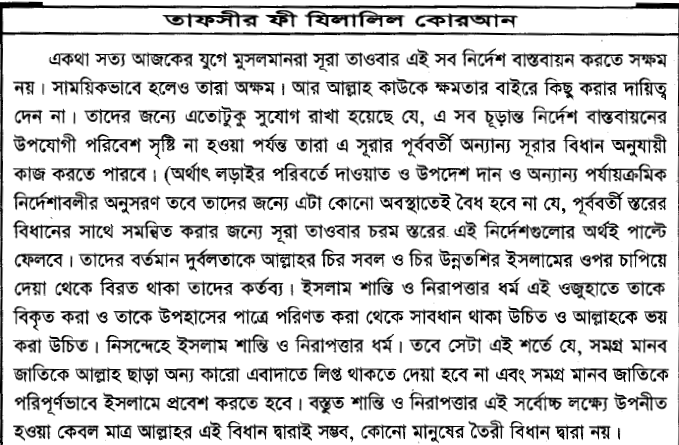 তাফসীর ফী যিলালিল কোরআন
একথা সত্য আজকের যুগে মুসলমানরা সূরা তাওবার এই সব নির্দেশ বাস্তবায়ন করতে সক্ষম
নয়। সাময়িকভাবে হলেও তারা অক্ষম। আর আল্লাহ কাউকে ক্ষমতার বাইরে কিছু করার দায়িত্ব
দেন না। তাদের জন্যে এতোটুকু সুযোগ রাখা হয়েছে যে, এ সব চূড়ান্ত নির্দেশ বাস্তবায়নের
উপযোগী পরিবেশ সৃষ্টি না হওয়া পর্যন্ত তারা এ সূরার পূর্ববর্তী অন্যান্য সূরার বিধান অনুযায়ী
কাজ করতে পারবে। (অর্থাৎ লড়াইর পরিবর্তে দাওয়াত ও উপদেশ দান ও অন্যান্য পর্যায়ক্রমিক
নির্দেশাবলীর অনুসরণ তবে তাদের জন্যে এটা কোনো অবস্থাতেই বৈধ হবে না যে, পূর্ববর্তী স্তরের
বিধানের সাথে সমন্বিত করার জন্যে সূরা তাওবার চরম স্তরের এই নির্দেশগুলোর অর্থই পাল্টে
ফেলবে। তাদের বর্তমান দুর্বলতাকে আল্লাহর চির সবল ও চির উন্নতশির ইসলামের ওপর চাপিয়ে
দেয়া থেকে বিরত থাকা তাদের কর্তব্য। ইসলাম শান্তি ও নিরাপত্তার ধর্ম এই ওজুহাতে তাকে
বিকৃত করা ও তাকে উপহাসের পাত্রে পরিণত করা থেকে সাবধান থাকা উচিত ও আল্লাহকে ভয়
করা উচিত। নিসন্দেহে ইসলাম শান্তি ও নিরাপত্তার ধর্ম। তবে সেটা এই শর্তে যে, সমগ্র মানব
জাতিকে আল্লাহ ছাড়া অন্য কারো এবাদাতে লিপ্ত থাকতে দেয়া হবে না এবং সমগ্র মানব জাতিকে
পরিপূর্ণভাবে ইসলামে প্রবেশ করতে হবে। বস্তুত শান্তি ও নিরাপত্তার এই সর্বোচ্চ লক্ষ্যে উপনীত
হওয়া কেবল মাত্র আল্লাহর এই বিধান দ্বারাই সম্ভব, কোনো মানুষের তৈরী বিধান দ্বারা নয়।